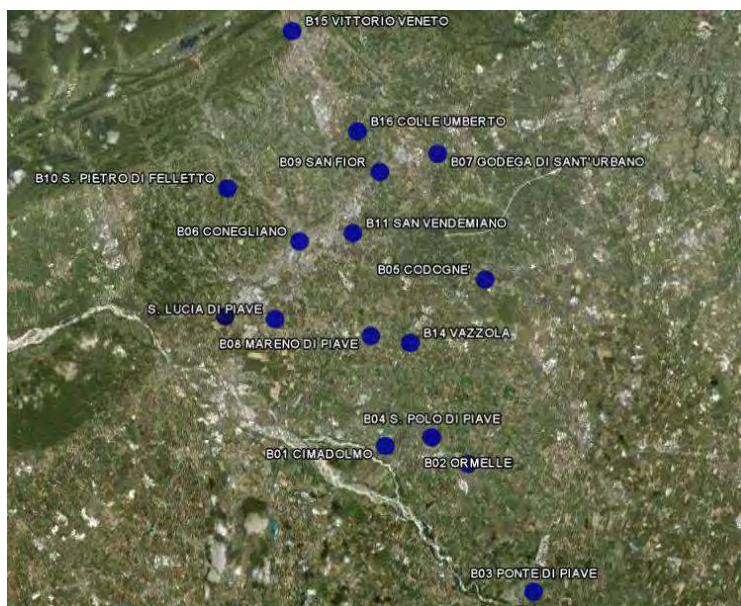 B15 VITTORIO VENETO
B16 COLLE UMBERTO
B09 SAN FIOR
B07 GODEGA DI SANT'URBANO
B10 S. PIETRO DI FELLETTO
B11 SAN VENDEMIANO
B06 CONEGLIANO
B05 CODOGNE'
S. LUCIA DI PIAVE
B14 VAZZOLA
B08 MARENO DI PIAVE
B04 S. POLO DI PIAVE
B01 CIMADOLMO
B02 ORMELLE
B03 PONTE DI PIAVE